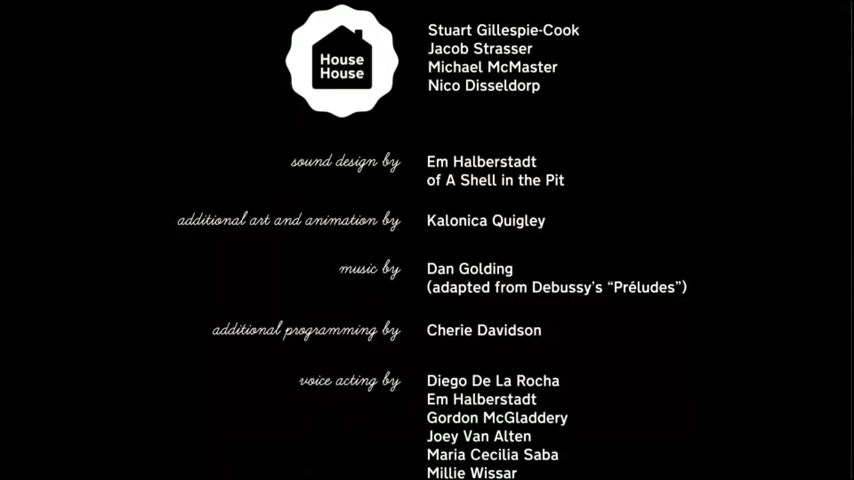 House
House
Stuart Gillespie-Cook
Jacob Strasser
Michael McMaster
Nico Disseldorp
sound design by
Em Halberstadt
of A Shell in the Pit
additional art and animation by
Kalonica Quigley
music by
Dan Golding
(adapted from Debussy's “Préludes”)
additional programming by
Cherie Davidson
voice acting by
Diego De La Rocha
Em Halberstadt
Gordon McGladdery
Joey Van Alten
Maria Cecilia Saba
Millie Wissar